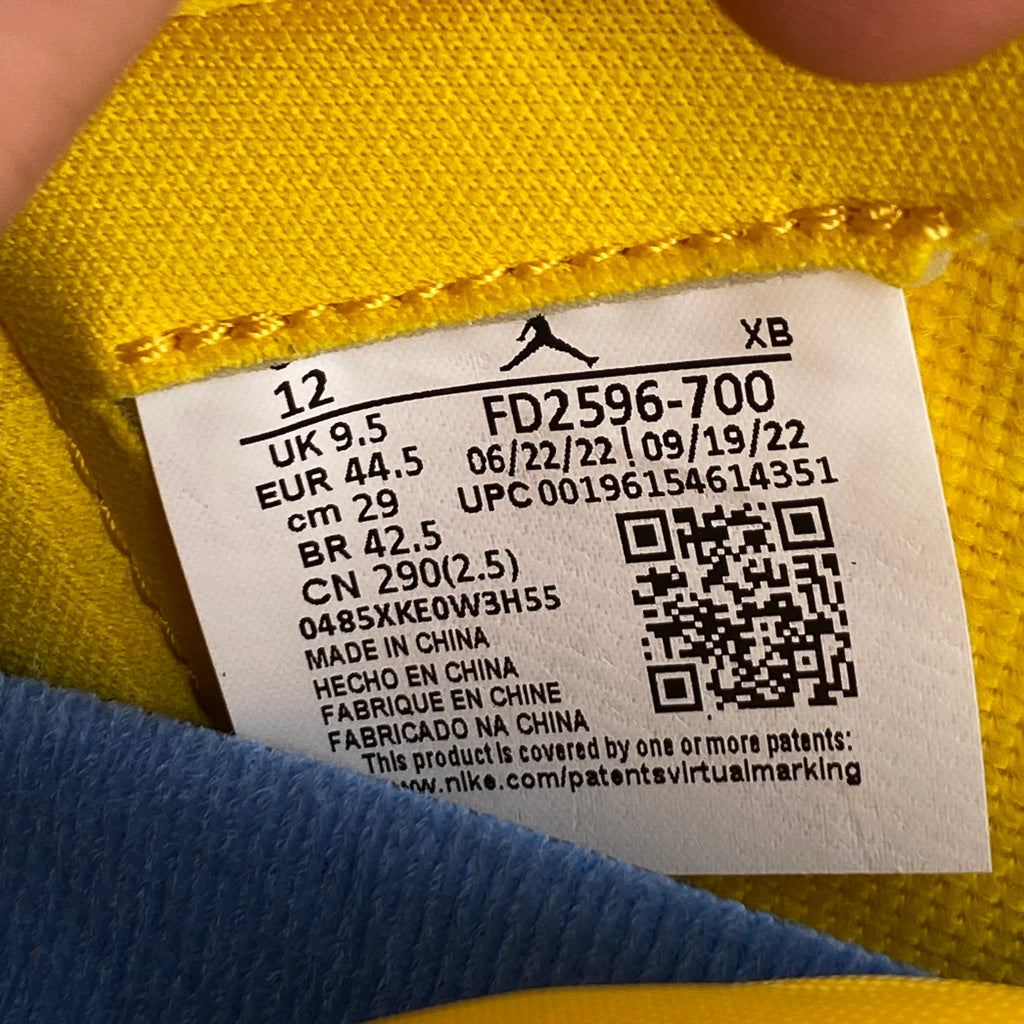 XB
12
FD2596-700
UK 9.5
06/22/22 ! 09/19/22
EUR 44.5
UPC 00196154614351
cm 29
BR 42.5
CN 290(2.5)
0485XKE0W3H55
MADE IN CHINA
HECHO EN CHINA
FABRIQUE EN CHINE
FABRICADO NA CHINA
This product is covered by one or more patents:
www.nike.com/patentsvirtualmarking